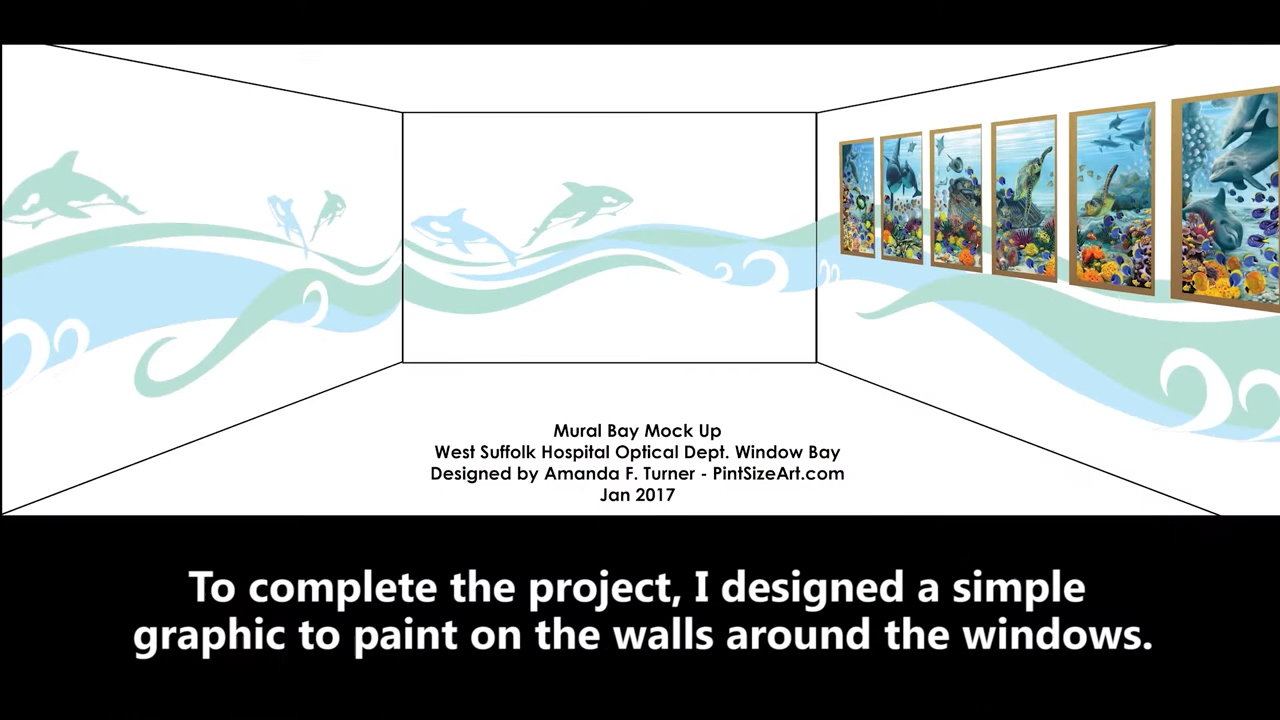 Mural Bay Mock Up
West Suffolk Hospital Optical Dept. Window Bay
Designed by Amanda F. Turner - PintSizeArt.com
Jan 2017
To complete the project, I designed a simple
graphic to paint on the walls around the windows.